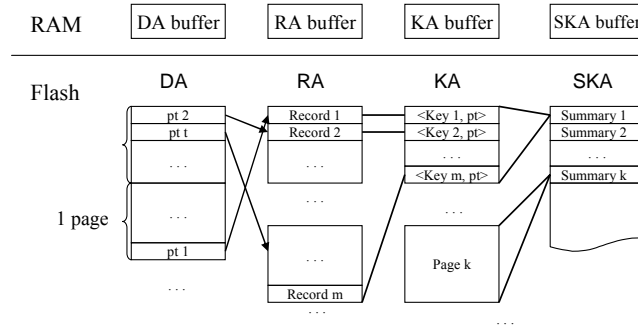 RAM
DA buffer
RA buffer
KA buffer
SKA buffer
Flash
DA
RA
KA
SKA
pt 2
pt t
. . .
. . .
pt 1
. . .
1 page
Record 1
Record 2
. . .
. . .
. . .
Record m
. . .
<Key 1, pt>
<Key 2, pt>
. . .
<Key m, pt>
. . .
Page k
. . .
Summary 1
Summary 2
. . .
Summary k